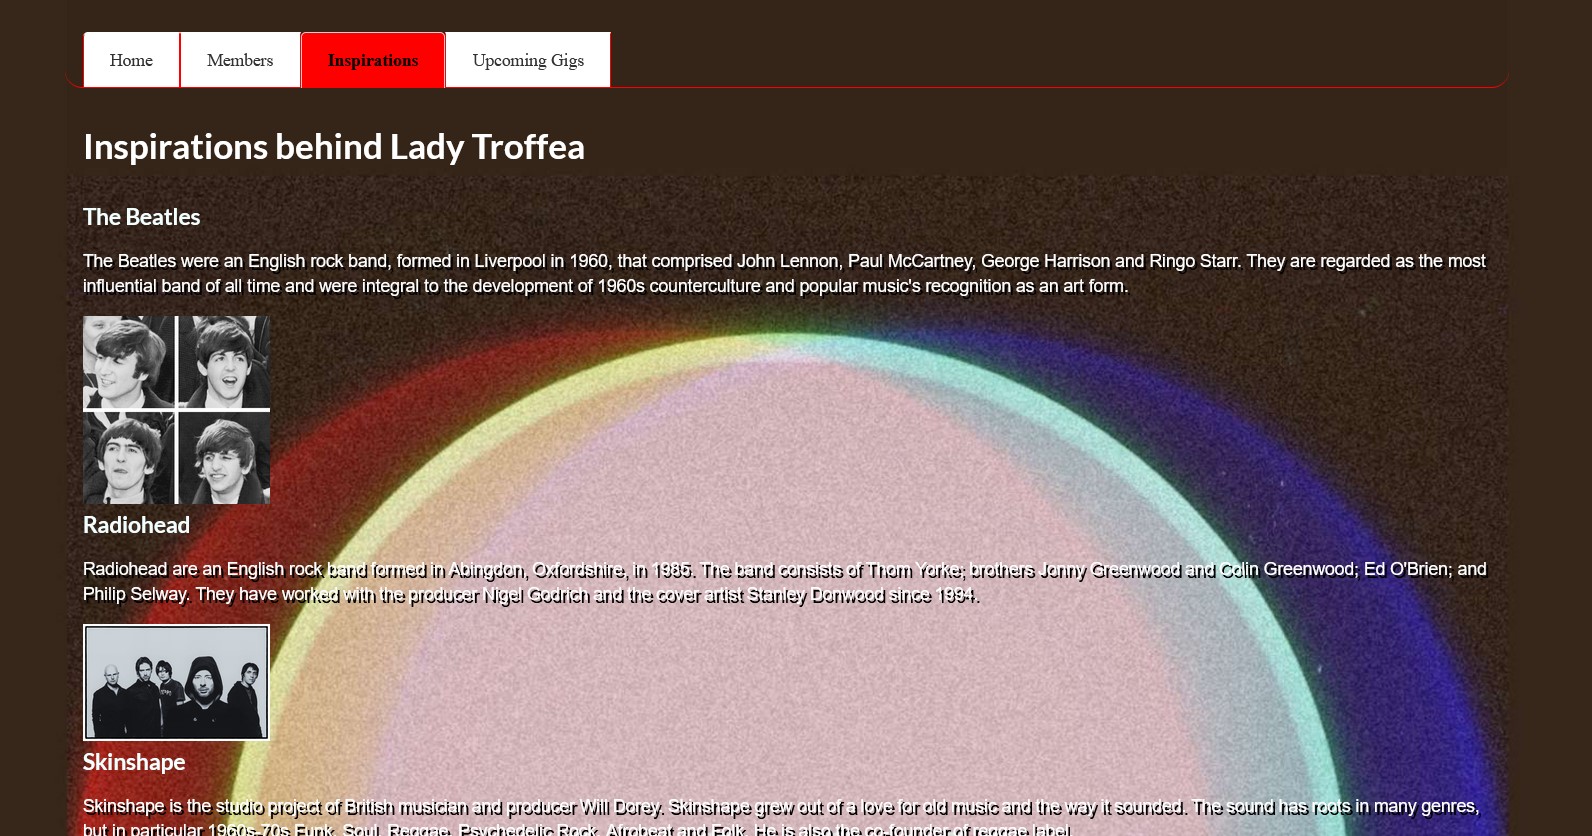 Home Members Inspirations Upcoming Gigs
Inspirations behind Lady Troffea
The Beatles
The Beatles were an English rock band, formed in Liverpool in 1960, that comprised John Lennon, Paul McCartney, George Harrison and Ringo Starr. They are regarded as the most
influential band of all time and were integral to the development of 1960s counterculture and popular music's recognition as an art form.
Radiohead
Radiohead are an English rock band formed in Abingdon, Oxfordshire, in 1985. The band consists of Thom Yorke; brothers Jonny Greenwood and Colin Greenwood; Ed O'Brien; and
Philip Selway. They have worked with the producer Nigel Godrich and the cover artist Stanley Donwood since 1994.
Skinshape
Skinshape is the studio project of British musician and producer Will Dorey. Skinshape grew out of a love for old music and the way it sounded. The sound has roots in many genres,
but in particular 1960s-70s Funk, Soul, Reggae, Psychedelic Rock, Afrobeat and Folk. He is also the co-founder of reggae label